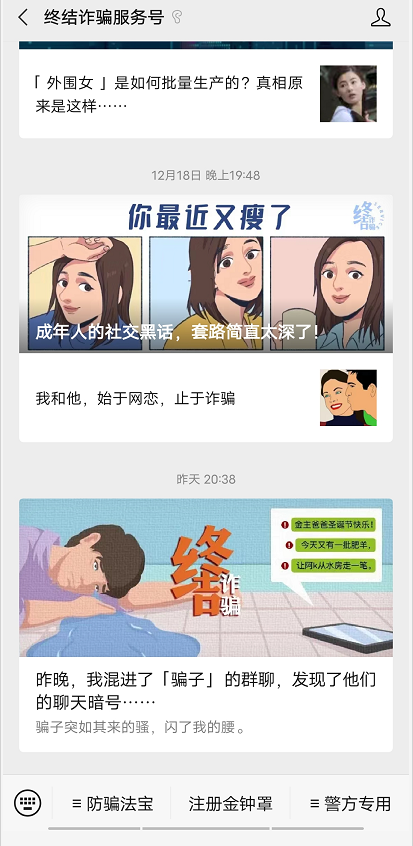 终结诈骗服务号
「 外围女 」是如何批量生产的？真相原
来是这样……
12月18日 晚上19:48
你最近又瘦了
终结诈骗
成年人的社交黑话，套路简直太深了！
我和他，始于网恋，止于诈骗
昨天 20:38
金主爸爸圣诞节快乐！
今天又有一批肥羊，
让阿k从水房走一笔。
终结诈骗
昨晚，我混进了「骗子」的群聊，发现了他们
的聊天暗号……
骗子突如其来的骚，闪了我的腰。
防骗法宝
注册金钟罩
警方专用